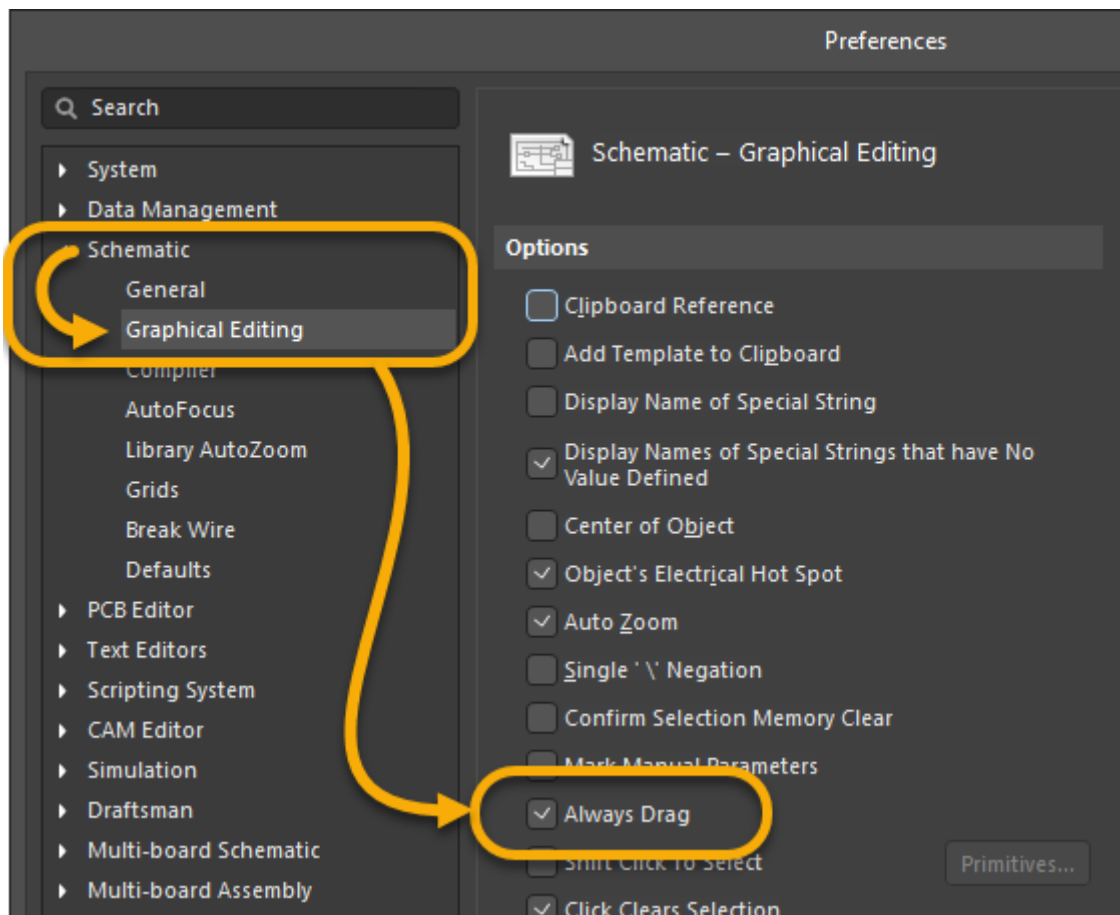 Preferences
Search
System
Data Management
Schematic
General
Graphical Editing
Compiler
AutoFocus
Library AutoZoom
Grids
Break Wire
Defaults
PCB Editor
Text Editors
Scripting System
CAM Editor
Simulation
Draftsman
Multi-board Schematic
Multi-board Assembly
Schematic – Graphical Editing
Options
Clipboard Reference
Add Template to Clipboard
Display Name of Special String
Display Names of Special Strings that have No
Value Defined
Center of Object
Object's Electrical Hot Spot
Auto Zoom
Single ' \' Negation
Confirm Selection Memory Clear
Mark Manual Parameters
Always Drag
Shift Click To Select
Primitives...
Click Clears Selection